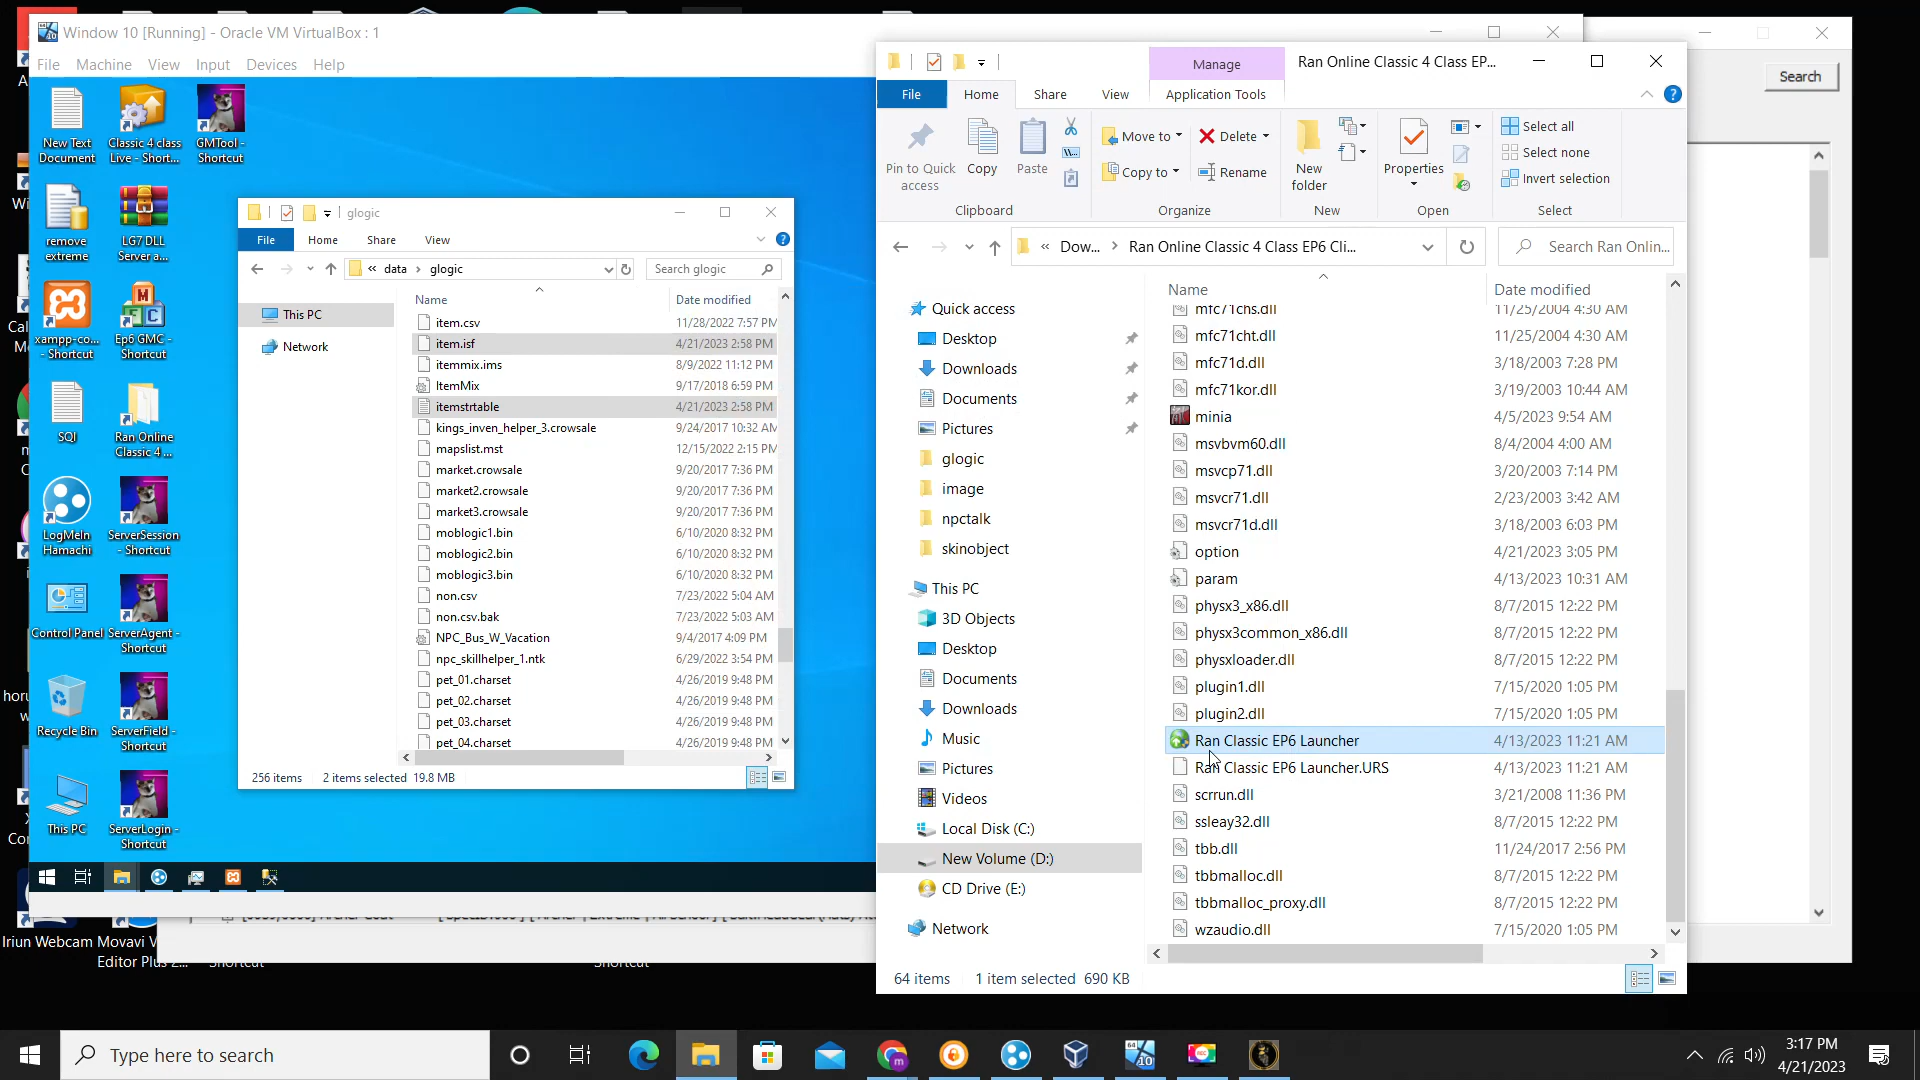 Window 10 [Running] - Oracle VM VirtualBox : 1
File Machine View Input Devices Help
New Text Document
Classic 4 class Live - Short...
GMTool - Shortcut
remove extreme
LG7 DLL Server a...
xampp-co... - Shortcut
Ep6 GMC - Shortcut
SQl
Ran Online Classic 4 ...
LogMeIn Hamachi
ServerSession - Shortcut
Control Panel
ServerAgent - Shortcut
Recycle Bin
ServerField - Shortcut
This PC
ServerLogin - Shortcut
glogic
File Home Share View
data glogic
Search glogic
This PC
Network
Name Date modified
item.csv 11/28/2022 7:57 PM
item.isf 4/21/2023 2:58 PM
itemmix.ims 8/9/2022 11:12 PM
ItemMix 9/17/2018 6:59 PM
itemstrtable 4/21/2023 2:58 PM
kings_inven_helper_3.crowsale 9/24/2017 10:32 AM
mapslist.mst 12/15/2022 2:15 PM
market.crowsale 9/20/2017 7:36 PM
market2.crowsale 9/20/2017 7:36 PM
market3.crowsale 9/20/2017 7:36 PM
moblogic1.bin 6/10/2020 8:32 PM
moblogic2.bin 6/10/2020 8:32 PM
moblogic3.bin 6/10/2020 8:32 PM
non.csv 7/23/2022 5:04 AM
non.csv.bak 7/23/2022 5:03 AM
NPC_Bus_W_Vacation 9/4/2017 4:09 PM
npc_skillhelper_1.ntk 6/29/2022 3:54 PM
pet_01.charset 4/26/2019 9:48 PM
pet_02.charset 4/26/2019 9:48 PM
pet_03.charset 4/26/2019 9:48 PM
pet_04.charset 4/26/2019 9:48 PM
256 items 2 items selected 19.8 MB
Iriun Webcam
Movavi V
Editor Plus 2...
Shortcut
Shortcut
Search
Manage
Ran Online Classic 4 Class EP...
File Home Share View Application Tools
Pin to Quick access
Copy
Paste
Move to
Copy to
Delete
Rename
New folder
Properties
Select all
Select none
Invert selection
Clipboard Organize New Open Select
« Dow... Ran Online Classic 4 Class EP6 Cli...
Search Ran Onlin...
Quick access
Desktop
Downloads
Documents
Pictures
glogic
image
npctalk
skinobject
This PC
3D Objects
Desktop
Documents
Downloads
Music
Pictures
Videos
Local Disk (C:)
New Volume (D:)
CD Drive (E:)
Network
Name Date modified
mfc71chs.dll 11/25/2004 4:30 AM
mfc71cht.dll 11/25/2004 4:30 AM
mfc71d.dll 3/18/2003 7:28 PM
mfc71kor.dll 3/19/2003 10:44 AM
minia 4/5/2023 9:54 AM
msvbvm60.dll 8/4/2004 4:00 AM
msvcp71.dll 3/20/2003 7:14 PM
msvcr71.dll 2/23/2003 3:42 AM
msvcr71d.dll 3/18/2003 6:03 PM
option 4/21/2023 3:05 PM
param 4/13/2023 10:31 AM
physx3_x86.dll 8/7/2015 12:22 PM
physx3common_x86.dll 8/7/2015 12:22 PM
physxloader.dll 8/7/2015 12:22 PM
plugin1.dll 7/15/2020 1:05 PM
plugin2.dll 7/15/2020 1:05 PM
Ran Classic EP6 Launcher 4/13/2023 11:21 AM
Ran Classic EP6 Launcher.URS 4/13/2023 11:21 AM
scrrun.dll 3/21/2008 11:36 PM
ssleay32.dll 8/7/2015 12:22 PM
tbb.dll 11/24/2017 2:56 PM
tbbmalloc.dll 8/7/2015 12:22 PM
tbbmalloc_proxy.dll 8/7/2015 12:22 PM
wzaudio.dll 7/15/2020 1:05 PM
64 items 1 item selected 690 KB
Type here to search
3:17 PM
4/21/2023